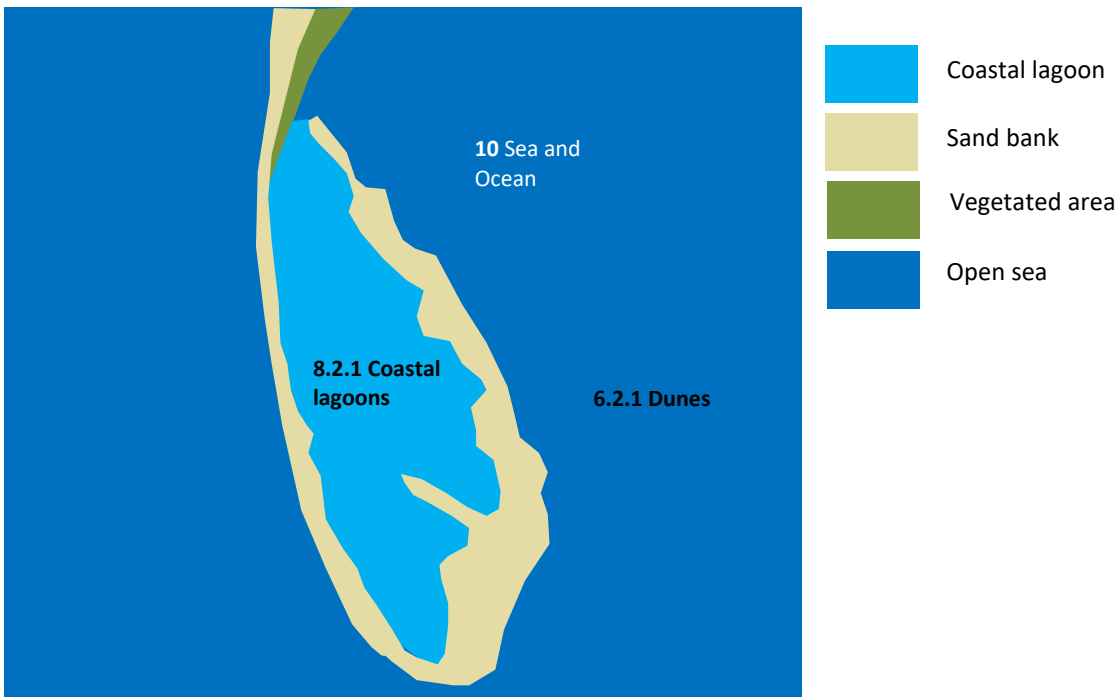 10 Sea and
Ocean
8.2.1 Coastal
lagoons
6.2.1 Dunes
Coastal lagoon
Sand bank
Vegetated area
Open sea